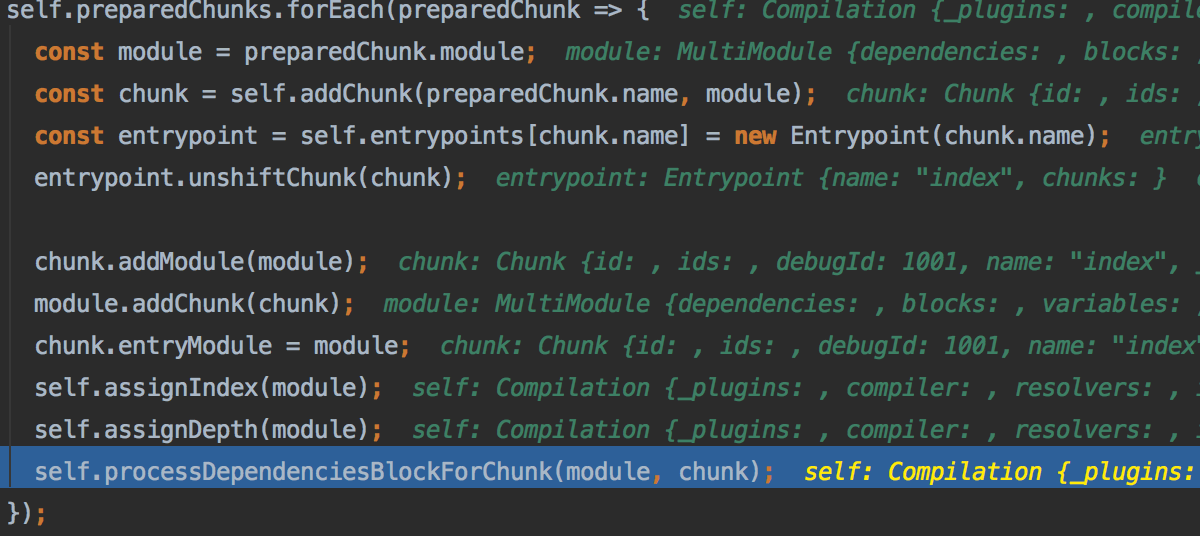 self.preparedChunks.forEach(preparedChunk => {  self: Compilation {_plugins: , compil
const module = preparedChunk.module;  module: MultiModule {dependencies: , blocks: ,
const chunk = self.addChunk(preparedChunk.name, module);  chunk: Chunk {id: , ids: ,
const entrypoint = self.entrypoints[chunk.name] = new Entrypoint(chunk.name);  entry
entrypoint.unshiftChunk(chunk);  entrypoint: Entrypoint {name: "index", chunks: }
chunk.addModule(module);  chunk: Chunk {id: , ids: , debugId: 1001, name: "index",
module.addChunk(chunk);  module: MultiModule {dependencies: , blocks: , variables: ,
chunk.entryModule = module;  chunk: Chunk {id: , ids: , debugId: 1001, name: "index"
self.assignIndex(module);  self: Compilation {_plugins: , compiler: , resolvers: ,
self.assignDepth(module);  self: Compilation {_plugins: , compiler: , resolvers: ,
self.processDependenciesBlockForChunk(module, chunk);  self: Compilation {_plugins:
});